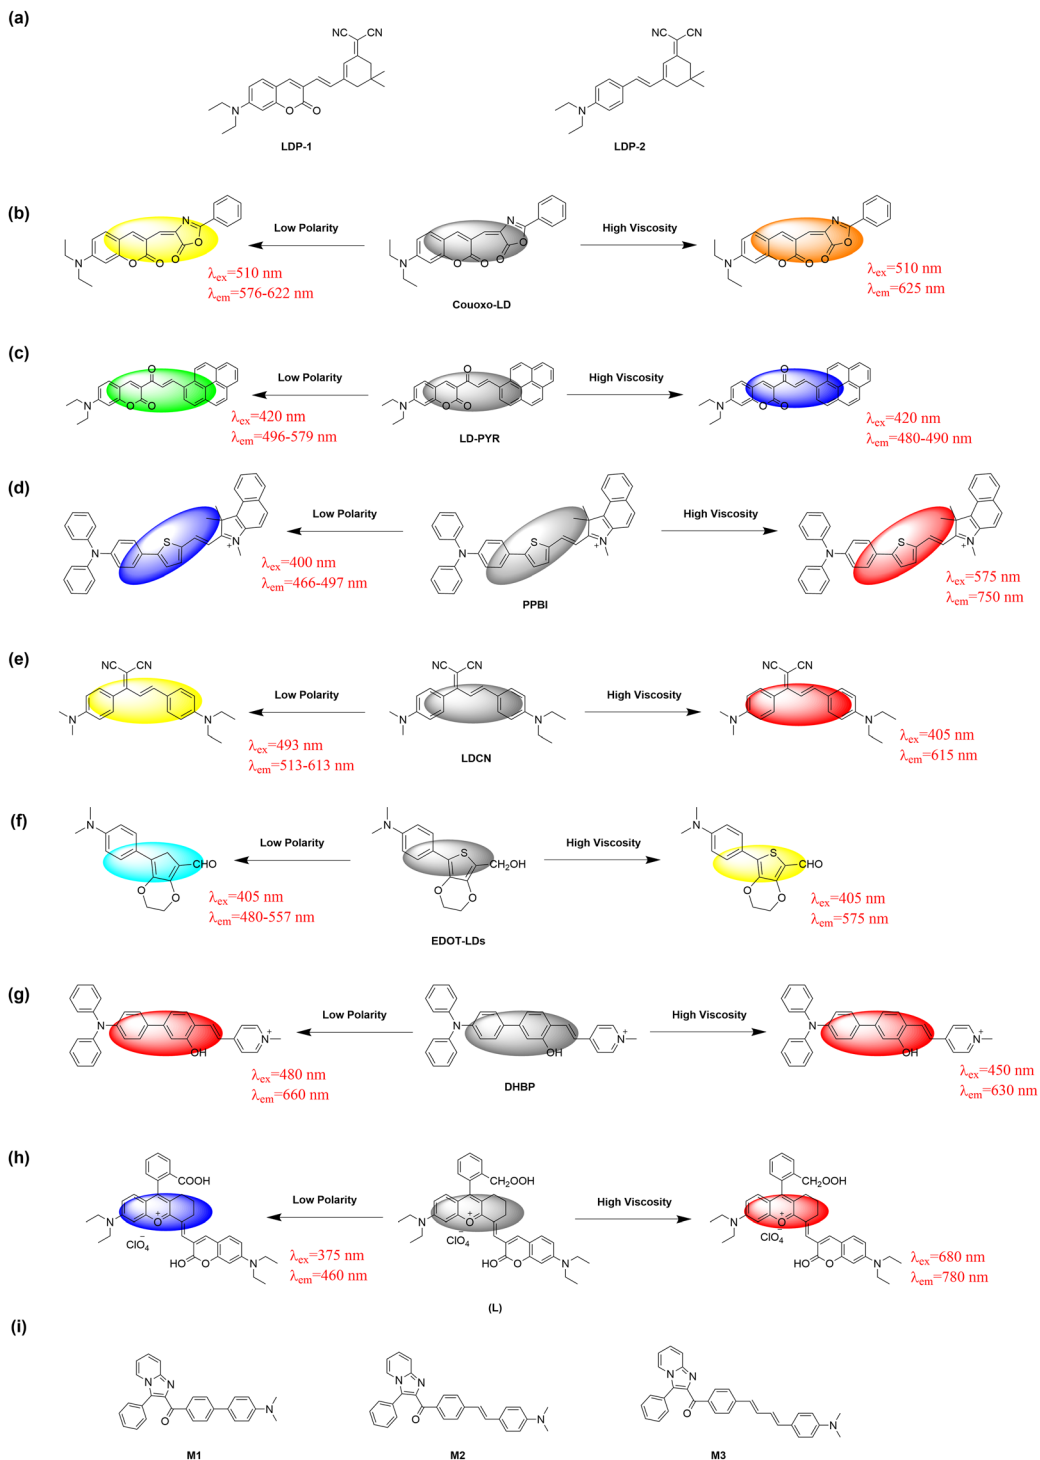 (a)
NC CN
NC CN
N
O O
N
LDP-1
LDP-2
(b)
N
O
O
O O
N
Low Polarity
λex=510 nm
λem=576-622 nm
N
O
O O O
N
Couoxo-LD
High Viscosity
N
O
O
O O
N
λex=510 nm
λem=625 nm
(c)
O
O O
N
Low Polarity
λex=420 nm
λem=496-579 nm
O
O O
N
LD-PYR
High Viscosity
O
O O
N
λex=420 nm
λem=480-490 nm
(d)
N
S
N
+
Low Polarity
λex=400 nm
λem=466-497 nm
N
S
N
+
PPBI
High Viscosity
N
S
N
+
λex=575 nm
λem=750 nm
(e)
NC CN
N
N
Low Polarity
λex=493 nm
λem=513-613 nm
NC CN
N
N
LDCN
High Viscosity
NC CN
N
N
λex=405 nm
λem=615 nm
(f)
N
CHO
O
O
Low Polarity
λex=405 nm
λem=480-557 nm
N
S
CH2OH
O
O
EDOT-LDs
High Viscosity
N
S
CHO
O
O
λex=405 nm
λem=575 nm
(g)
N
OH
N
+
Low Polarity
λex=480 nm
λem=660 nm
N
OH
N
+
DHBP
High Viscosity
N
OH
N
+
λex=450 nm
λem=630 nm
(h)
COOH
N
O
+
ClO4
−
HO O
N
Low Polarity
λex=375 nm
λem=460 nm
CH2OOH
N
O
+
ClO4
−
HO O
N
(L)
High Viscosity
CH2OOH
N
O
+
ClO4
−
HO O
N
λex=680 nm
λem=780 nm
(i)
N N
O
N
M1
N N
O
N
M2
N N
O
N
M3